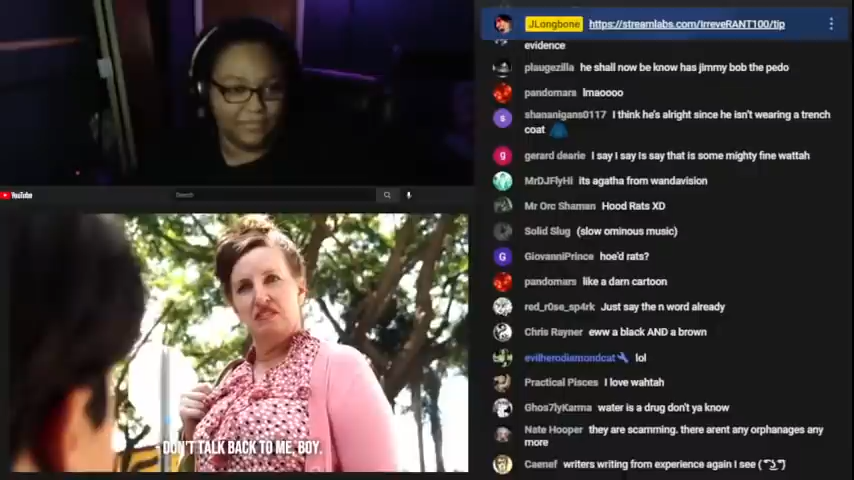 JLongbone https://streamlabs.com/irreveRANT100/tip
evidence
plaugezilla he shall now be know has jimmy bob the pedo
pandomars lmaoooo
shananigans0117 I think he's alright since he isn't wearing a trench
coat
gerard dearie I say I say is say that is some mighty fine wattah
MrDJFlyHi its agatha from wandavision
Mr Orc Shaman Hood Rats XD
Solid Slug (slow ominous music)
GiovanniPrince hoe'd rats?
pandomars like a darn cartoon
red_r0se_sp4rk Just say the n word already
Chris Rayner eww a black AND a brown
evilherodiamondcat lol
Practical Pisces I love wahtah
Ghos7lyKarma water is a drug don't ya know
Nate Hooper they are scamming. there arent any orphanages any
more
Caenef writers writing from experience again I see ( ͡° ͜ʖ ͡°)
YouTube
Search
- DON'T TALK BACK TO ME, BOY.